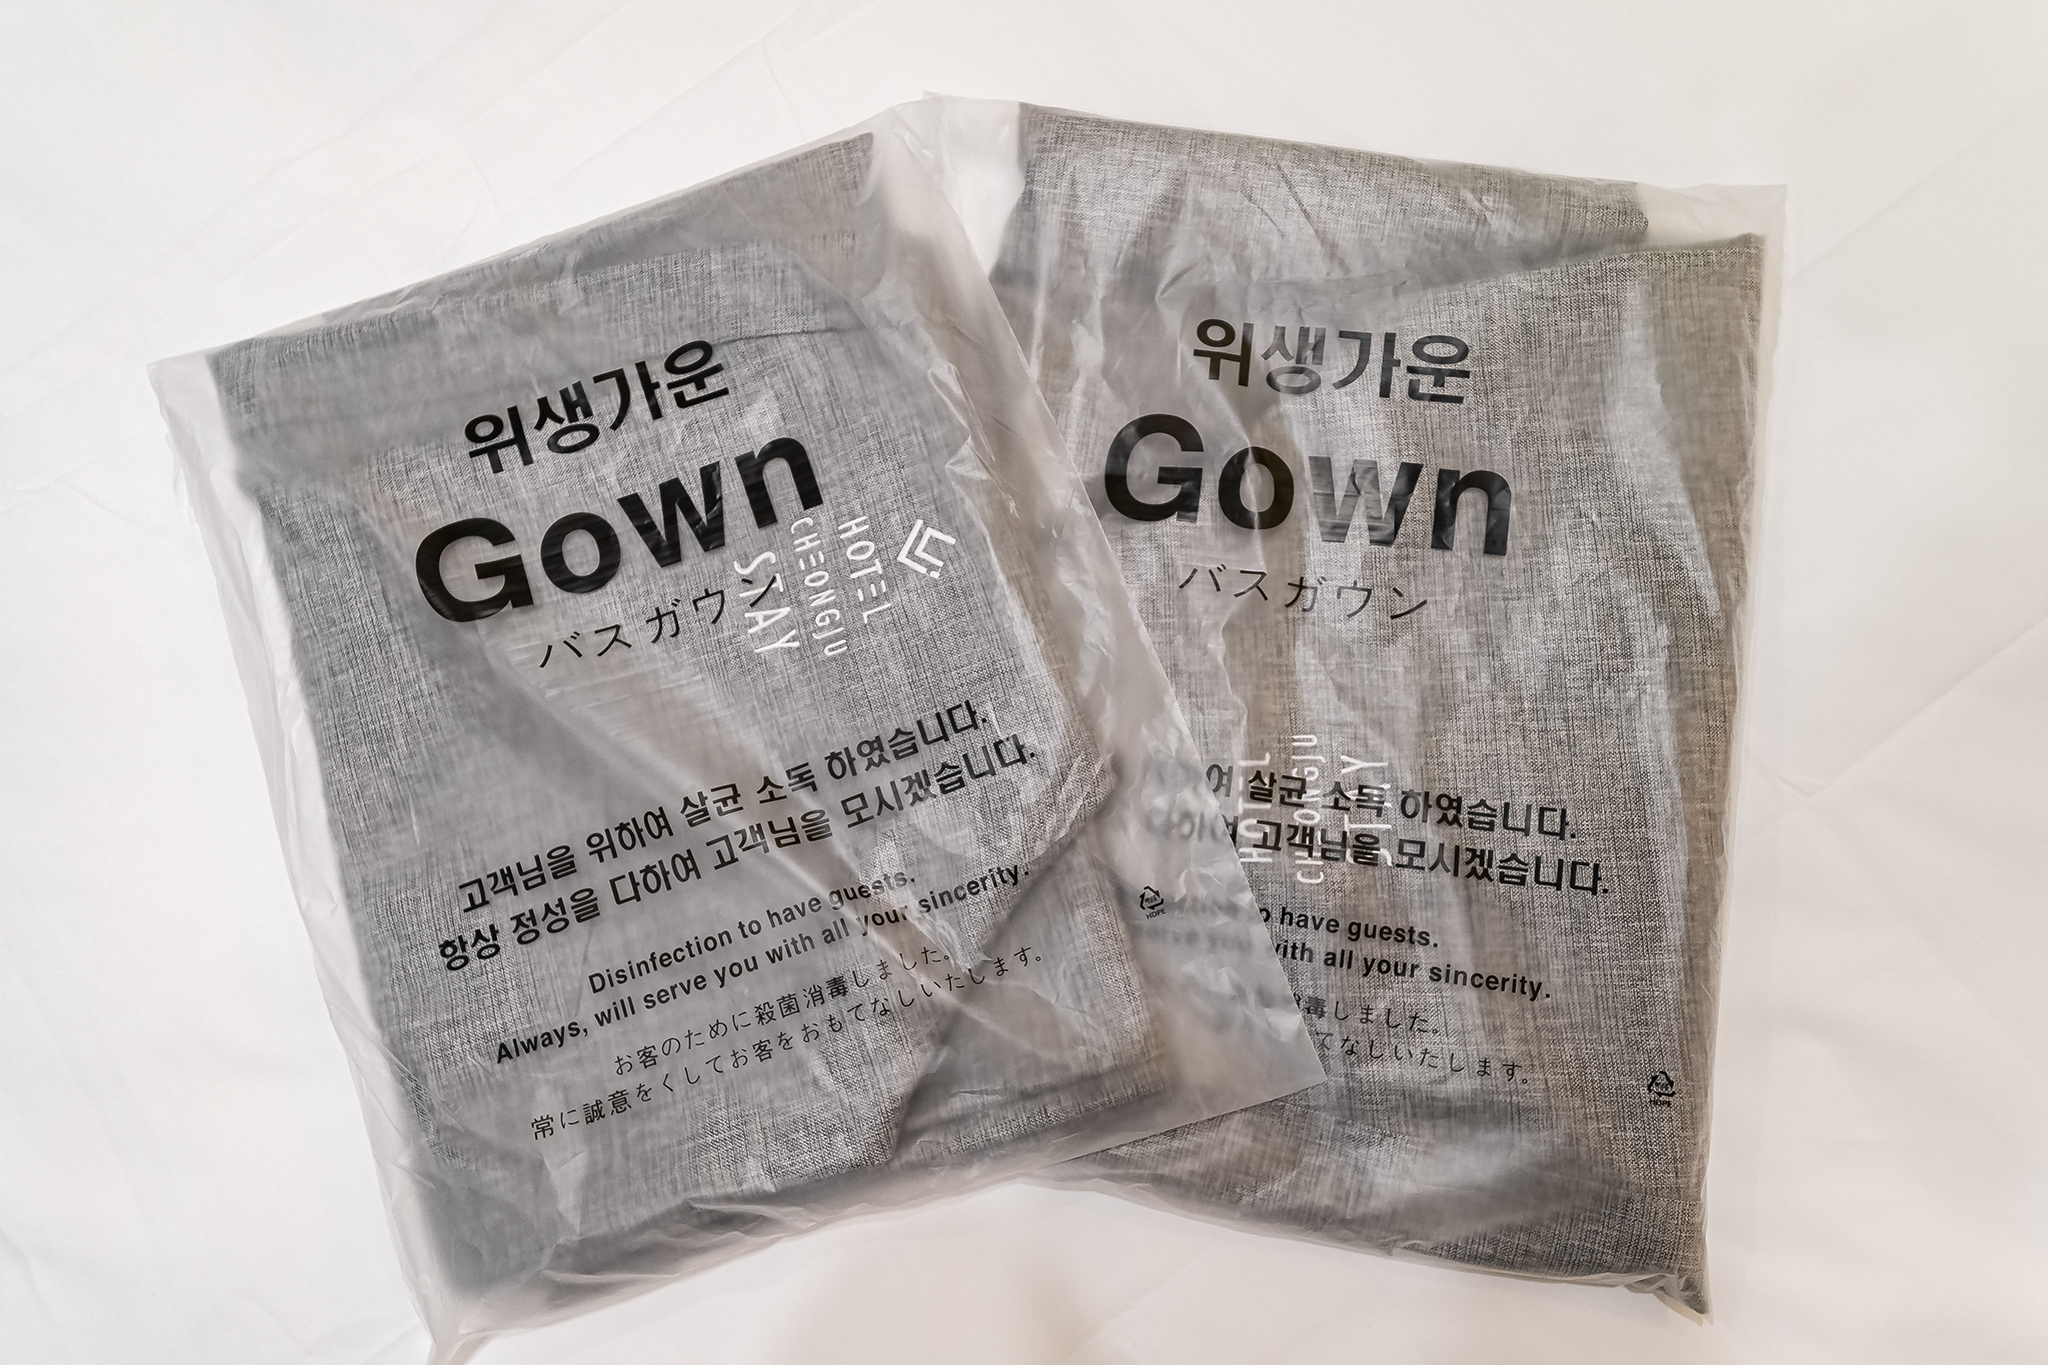 위생가운
Gown
バスガウン
HOTEL
CHEONGJU
STAY
고객님을 위하여 살균 소독 하였습니다.
항상 정성을 다하여 고객님을 모시겠습니다.
Disinfection to have guests.
Always, will serve you with all your sincerity.
お客のために殺菌消毒しました。
常に誠意をくしてお客をおもてなしいたします。
HDPE
위생가운
Gown
バスガウン
HOTEL
CHEONGJU
STAY
여 살균 소독 하였습니다.
고객님을 모시겠습니다.
to have guests.
with all your sincerity.
消毒しました。
てなしいたします。
HDPE